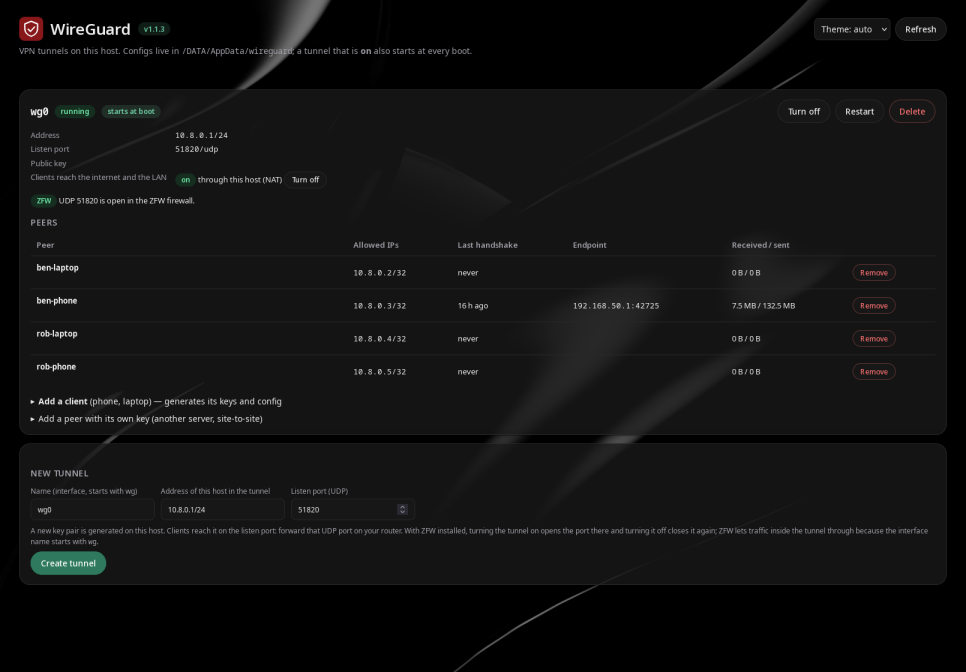 WireGuard v1.1.3
Theme: auto
Refresh
VPN tunnels on this host. Configs live in /DATA/AppData/wireguard; a tunnel that is on also starts at every boot.
wg0 running starts at boot
Turn off Restart Delete
Address 10.8.0.1/24
Listen port 51820/udp
Public key
Clients reach the internet and the LAN on through this host (NAT) Turn off
ZFW UDP 51820 is open in the ZFW firewall.
PEERS
Peer Allowed IPs Last handshake Endpoint Received / sent
ben-laptop 10.8.0.2/32 never 0 B / 0 B Remove
ben-phone 10.8.0.3/32 16 h ago 192.168.50.1:42725 7.5 MB / 132.5 MB Remove
rob-laptop 10.8.0.4/32 never 0 B / 0 B Remove
rob-phone 10.8.0.5/32 never 0 B / 0 B Remove
▸ Add a client (phone, laptop) — generates its keys and config
▸ Add a peer with its own key (another server, site-to-site)
NEW TUNNEL
Name (interface, starts with wg) Address of this host in the tunnel Listen port (UDP)
wg0 10.8.0.1/24 51820
A new key pair is generated on this host. Clients reach it on the listen port: forward that UDP port on your router. With ZFW installed, turning the tunnel on opens the port there and turning it off closes it again; ZFW lets traffic inside the tunnel through because the interface
name starts with wg.
Create tunnel